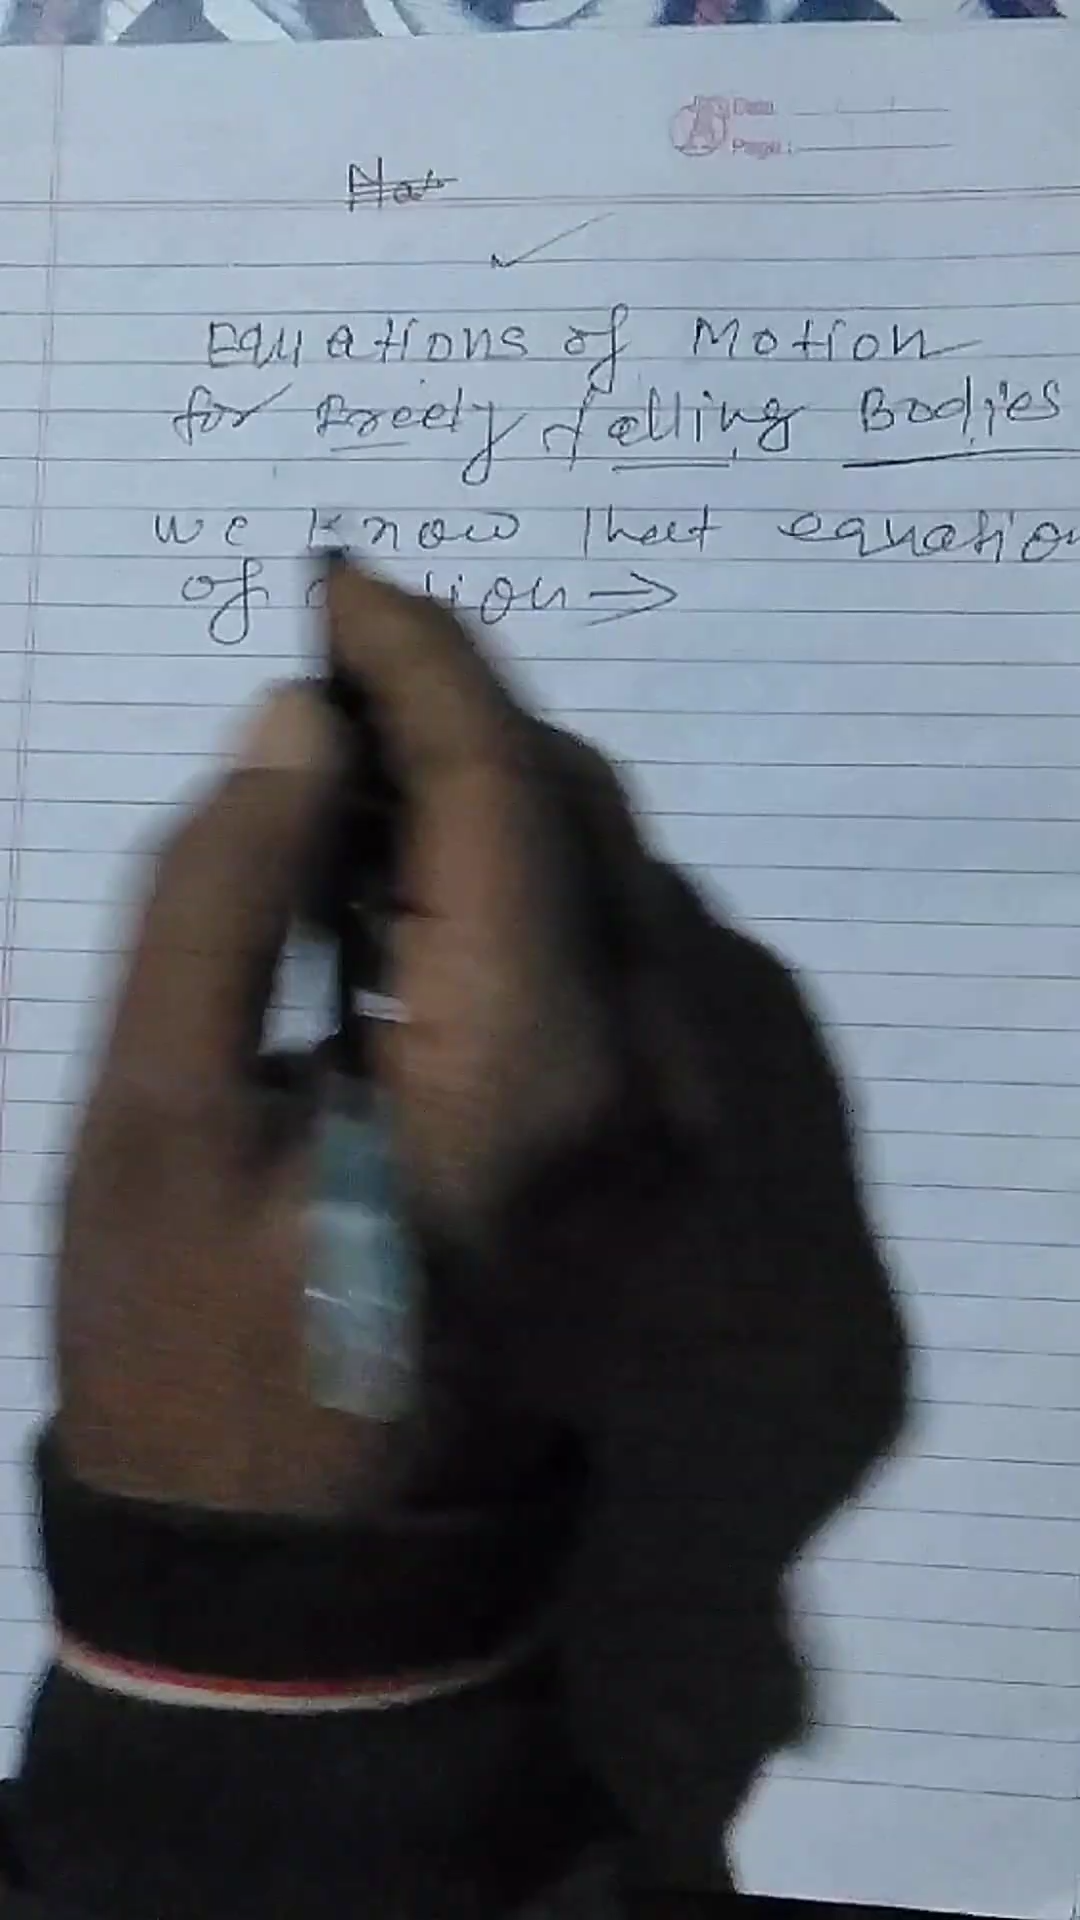 Date
Page :
Equations of Motion
for Freely falling Bodies
we know that equation
of